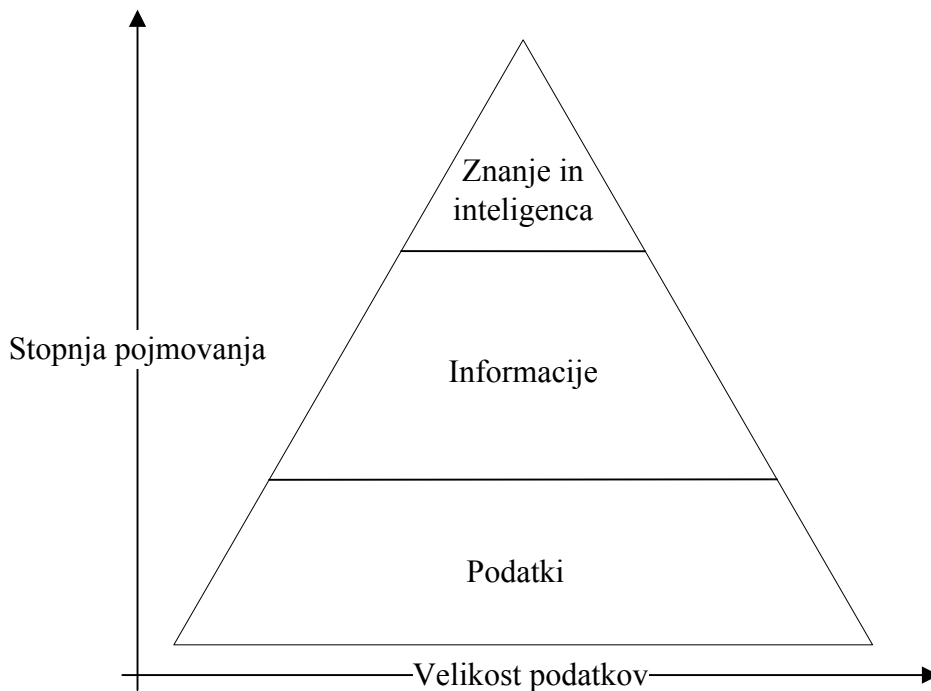 Znanje in
inteligenca
Stopnja pojmovanja
Informacije
Podatki
Velikost podatkov